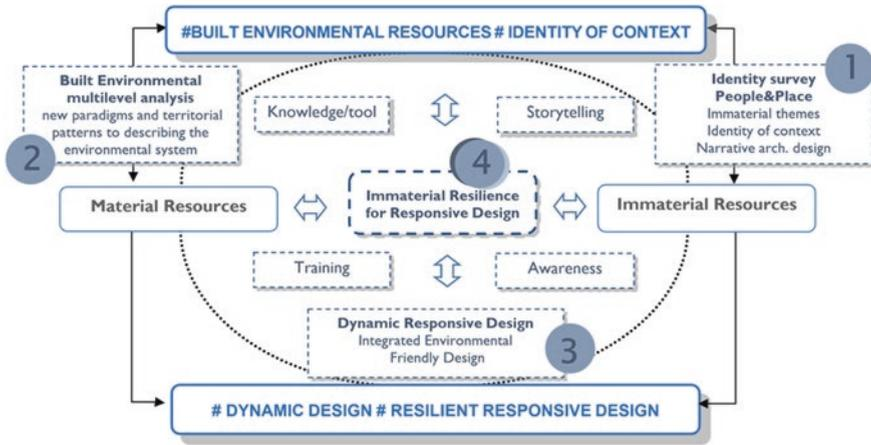 #BUILT ENVIRONMENTAL RESOURCES # IDENTITY OF CONTEXT
1
Identity survey
People&Place
Immaterial themes
Identity of context
Narrative arch. design
Built Environmental
multilevel analysis
new paradigms and territorial
patterns to describing the
environmental system
2
Knowledge/tool
Storytelling
4
Immaterial Resilience
for Responsive Design
Material Resources
Immaterial Resources
Training
Awareness
Dynamic Responsive Design
Integrated Environmental
Friendly Design
3
# DYNAMIC DESIGN # RESILIENT RESPONSIVE DESIGN